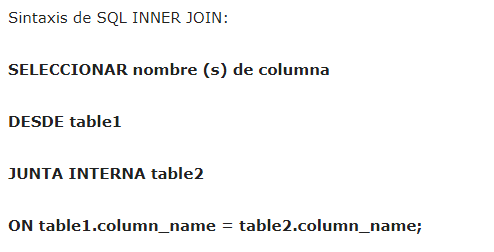 Sintaxis de SQL INNER JOIN:
SELECCIONAR nombre (s) de columna
DESDE table1
JUNTA INTERNA table2
ON table1.column_name = table2.column_name;